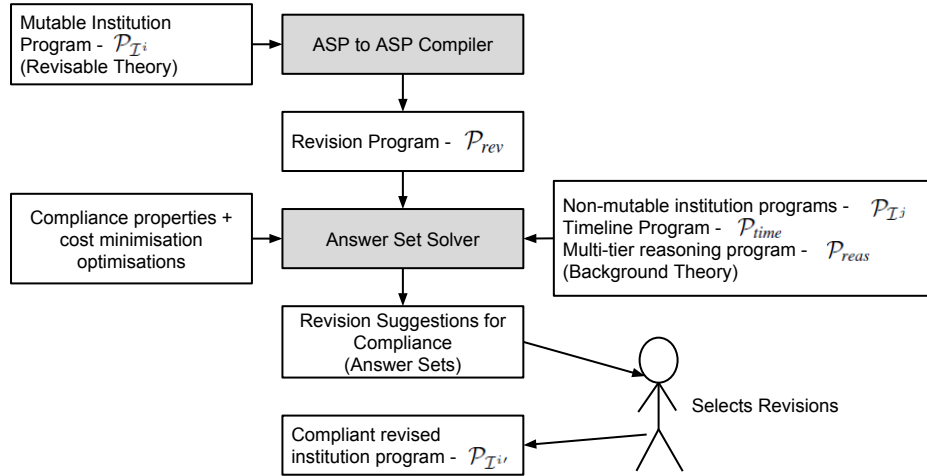 Mutable Institution
Program - 𝒫_{ℐ^i}
(Revisable Theory)
ASP to ASP Compiler
Revision Program - 𝒫_{rev}
Compliance properties +
cost minimisation
optimisations
Answer Set Solver
Non-mutable institution programs - 𝒫_{ℐ^j}
Timeline Program - 𝒫_{time}
Multi-tier reasoning program - 𝒫_{reas}
(Background Theory)
Revision Suggestions for
Compliance
(Answer Sets)
Selects Revisions
Compliant revised
institution program - 𝒫_{ℐ^{i′}}